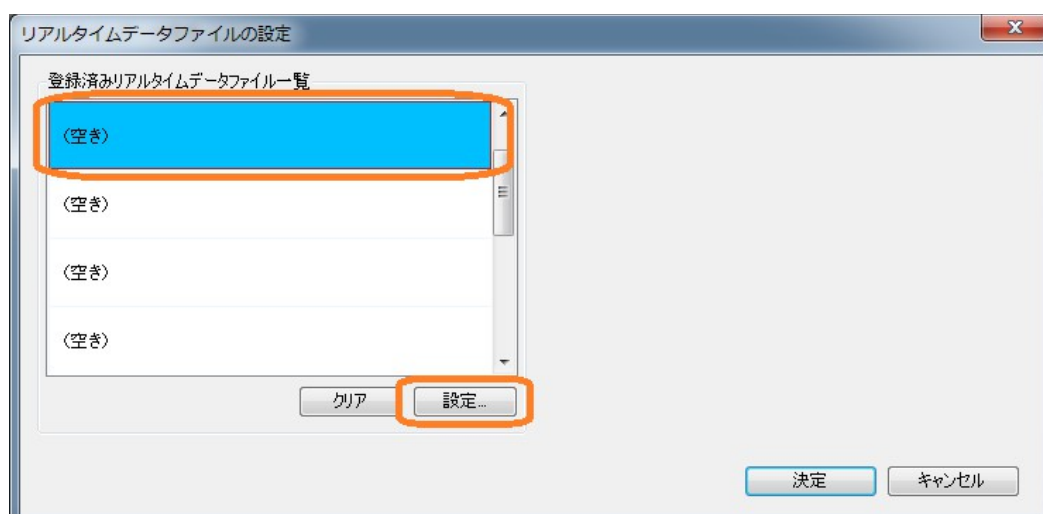 リアルタイムデータファイルの設定
登録済みリアルタイムデータファイル一覧
(空き)
(空き)
(空き)
(空き)
クリア
設定...
決定
キャンセル